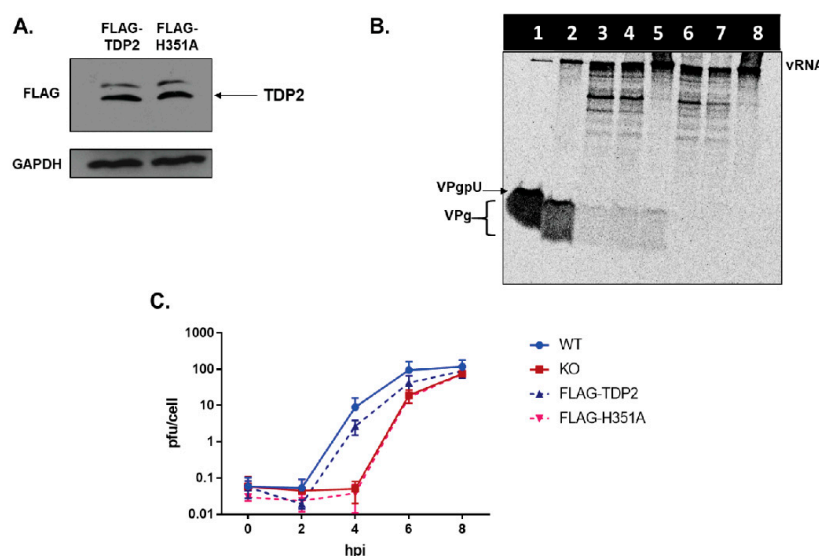 A.
FLAG-
TDP2
FLAG-
H351A
FLAG
TDP2
GAPDH
B.
1 2 3 4 5 6 7 8
vRNA
VPgpU
VPg
C.
pfu/cell
1000
100
10
1
0.1
0.01
0 2 4 6 8
hpi
WT
KO
FLAG-TDP2
FLAG-H351A